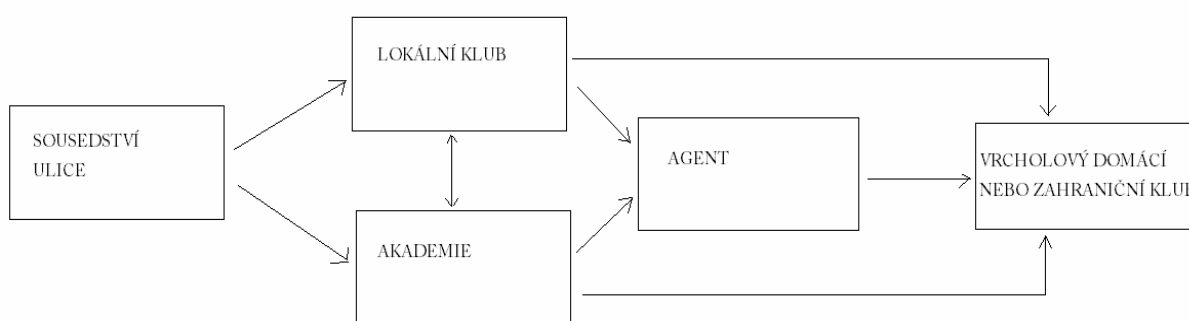 LOKÁLNÍ KLUB
SOUSEDSTVÍ
ULICE
AGENT
VRCHOLOVÝ DOMÁCÍ
NEBO ZAHRANIČNÍ KLUB
AKADEMIE